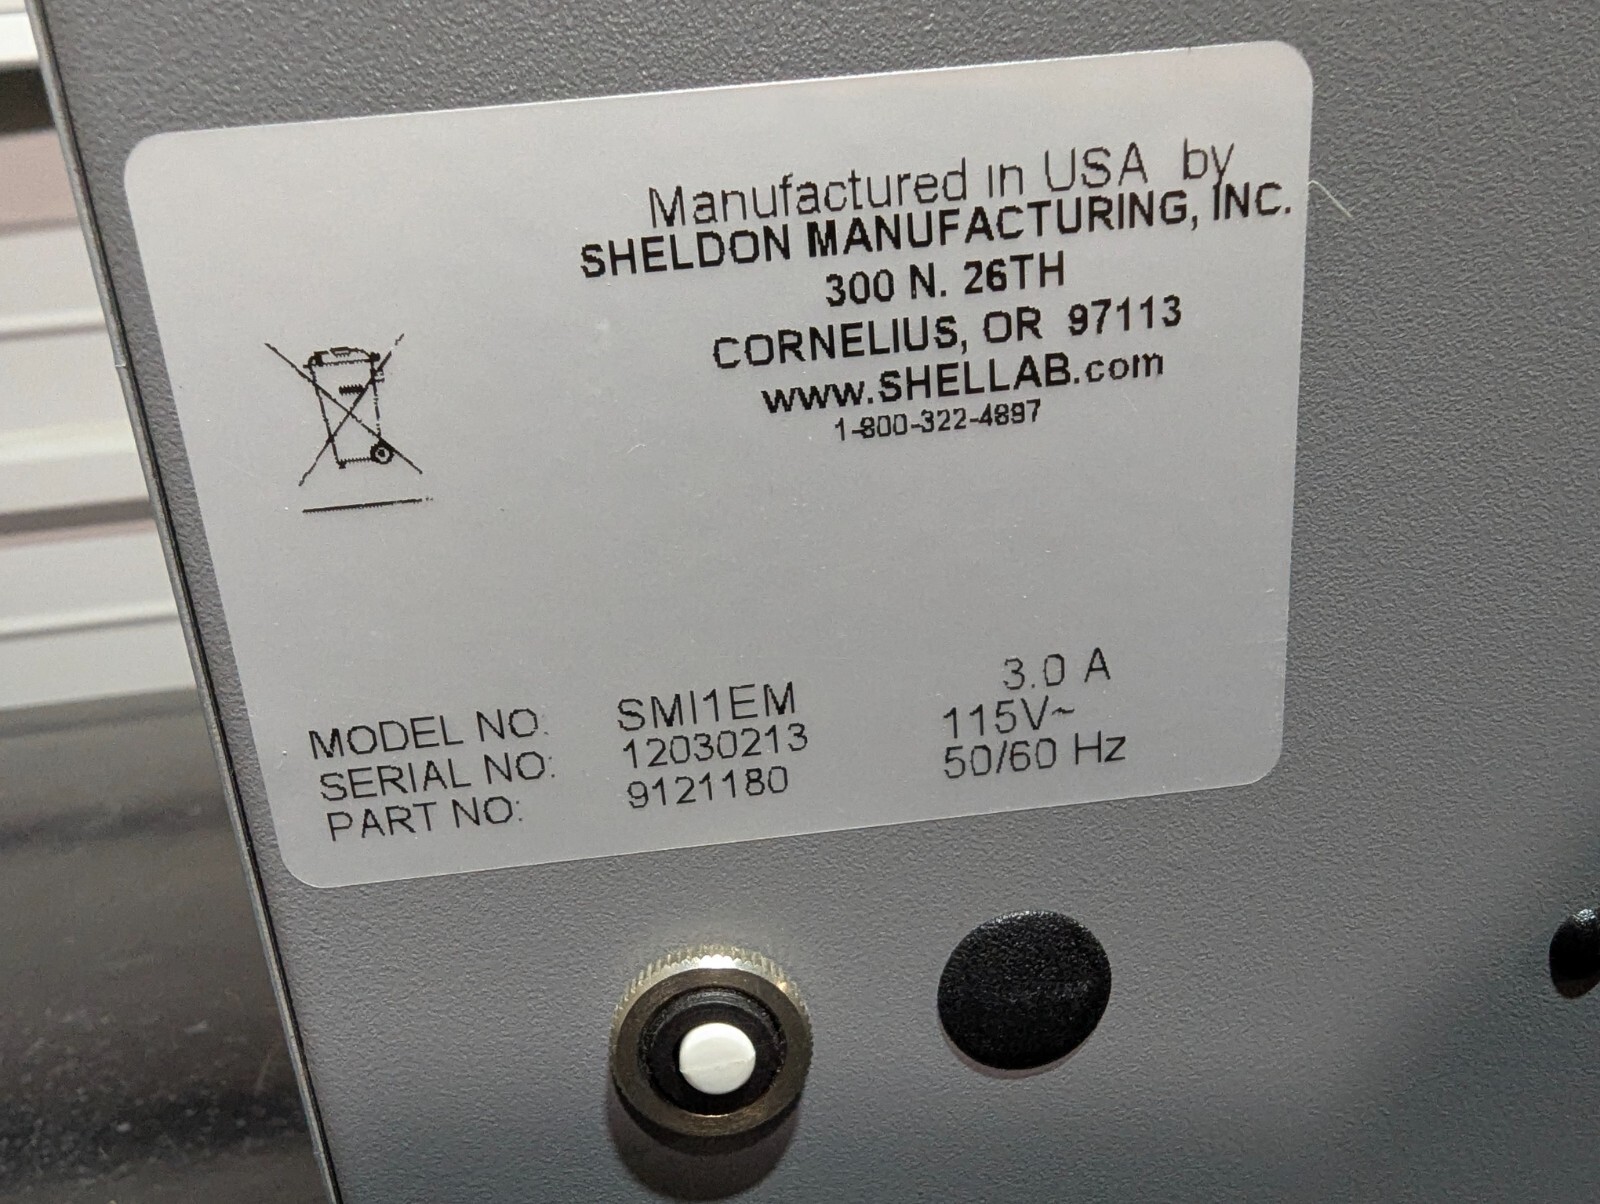 Manufactured in USA by
SHELDON MANUFACTURING, INC.
300 N. 26TH
CORNELIUS, OR 97113
www.SHELLAB.com
1-800-322-4897
3.0 A
MODEL NO: SMI1EM 115V~
SERIAL NO: 12030213 50/60 Hz
PART NO: 9121180